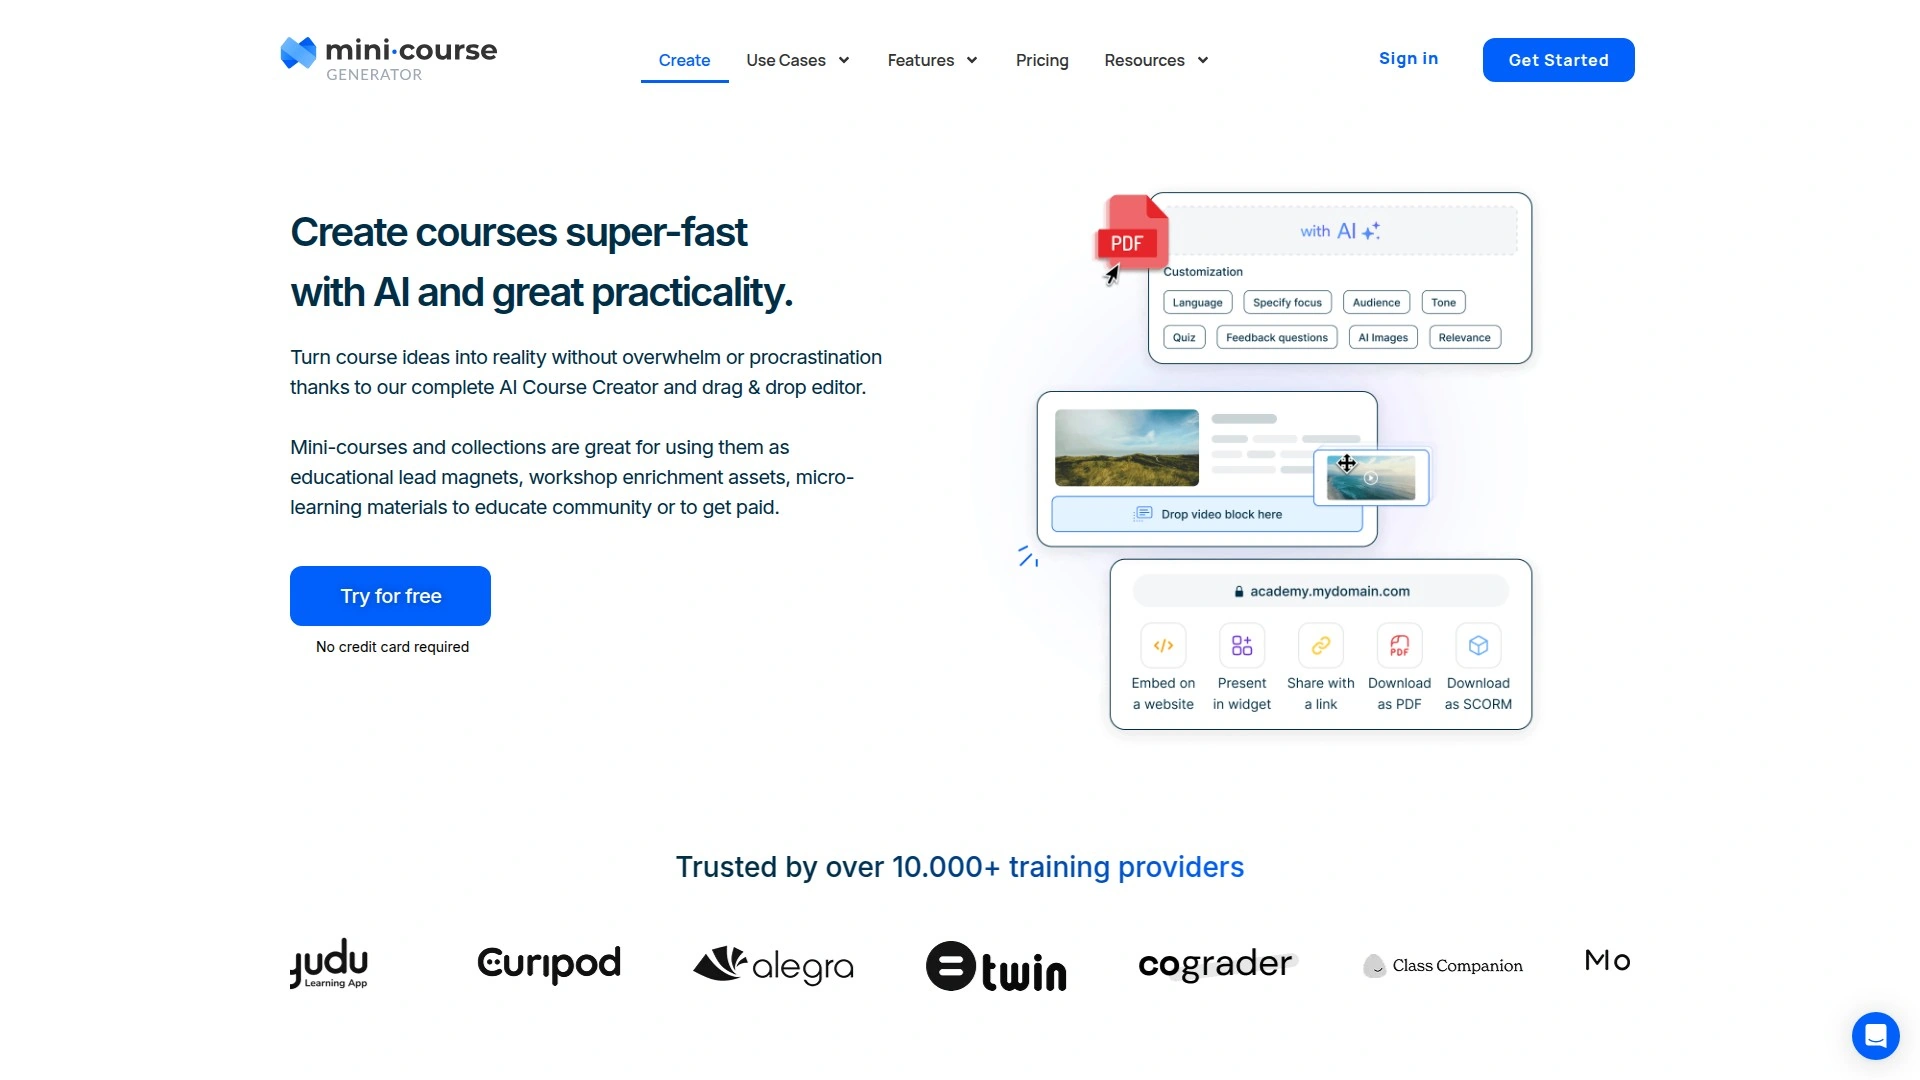 mini·course
GENERATOR
Create
Use Cases
Features
Pricing
Resources
Sign in
Get Started
Create courses super-fast
with AI and great practicality.
Turn course ideas into reality without overwhelm or procrastination
thanks to our complete AI Course Creator and drag & drop editor.
Mini-courses and collections are great for using them as
educational lead magnets, workshop enrichment assets, micro-
learning materials to educate community or to get paid.
Try for free
No credit card required
PDF
with AI
Customization
Language
Specify focus
Audience
Tone
Quiz
Feedback questions
AI Images
Relevance
Drop video block here
academy.mydomain.com
PDF
Embed on
a website
Present
in widget
Share with
a link
Download
as PDF
Download
as SCORM
Trusted by over 10.000+ training providers
judu
Learning App
Curipod
alegra
twin
cograder
Class Companion
Mo